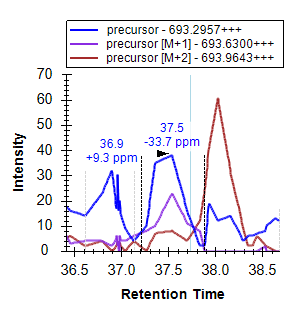 precursor - 693.2957+++
precursor [M+1] - 693.6300+++
precursor [M+2] - 693.9643+++
70
60
50
40
30
20
10
0
Intensity
36.9
+9.3 ppm
37.5
-33.7 ppm
36.5 37.0 37.5 38.0 38.5
Retention Time